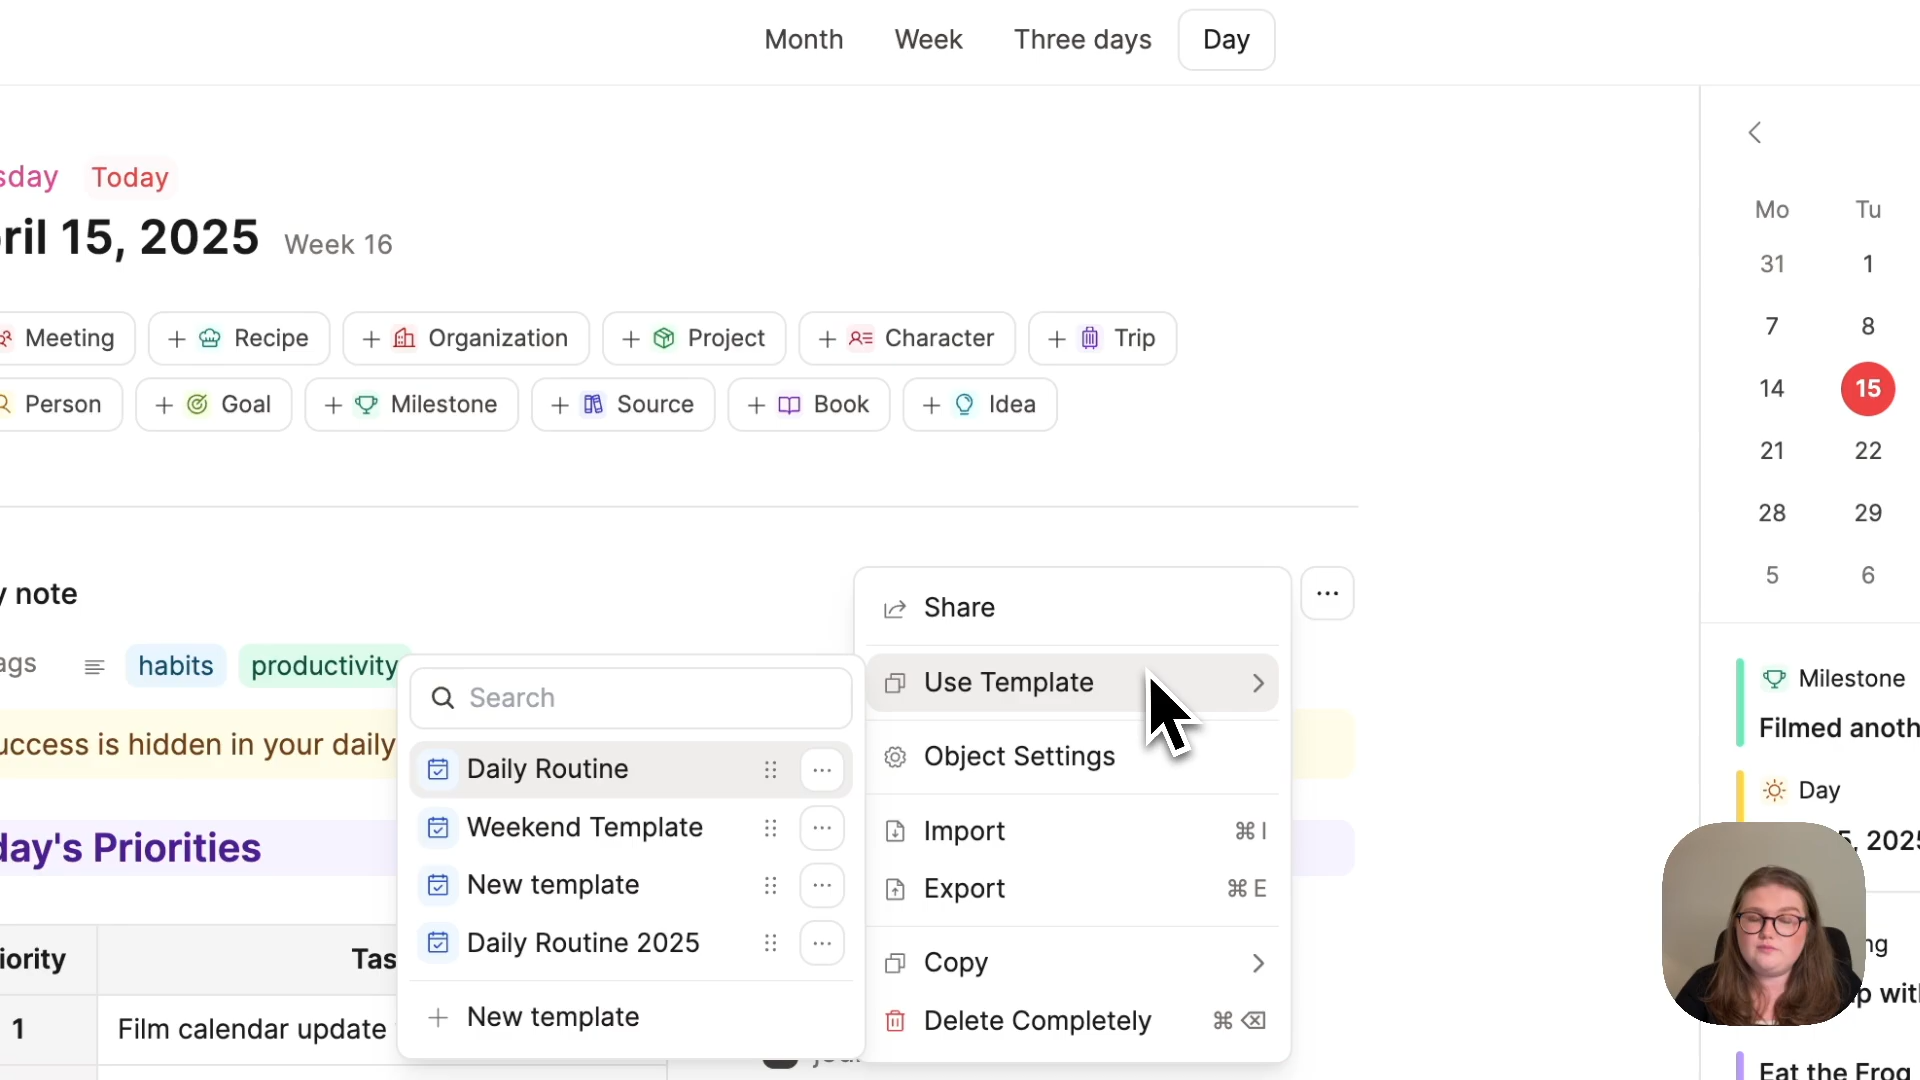 Month Week Three days Day
sday Today
ril 15, 2025 Week 16
Meeting + Recipe + Organization + Project + Character + Trip
Person + Goal + Milestone + Source + Book + Idea
y note
ags habits productivity
uccess is hidden in your daily
day's Priorities
iority Tas
1 Film calendar update
Search
Daily Routine
Weekend Template
New template
Daily Routine 2025
+ New template
Share
Use Template
Object Settings
Import ⌘ I
Export ⌘ E
Copy
Delete Completely ⌘ ⌫
Mo Tu
31 1
7 8
14 15
21 22
28 29
5 6
Milestone
Filmed anoth
Day
5, 202
ng
p with
Eat the Frog